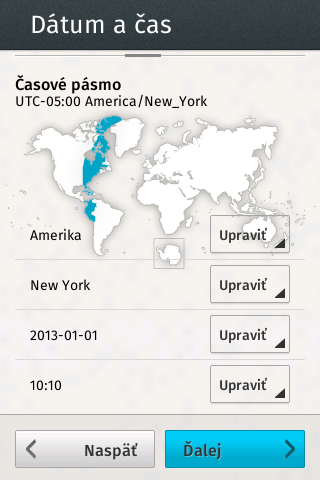 Dátum a čas
Časové pásmo
UTC-05:00 America/New_York
Amerika
Upraviť
New York
Upraviť
2013-01-01
Upraviť
10:10
Upraviť
Naspäť
Ďalej